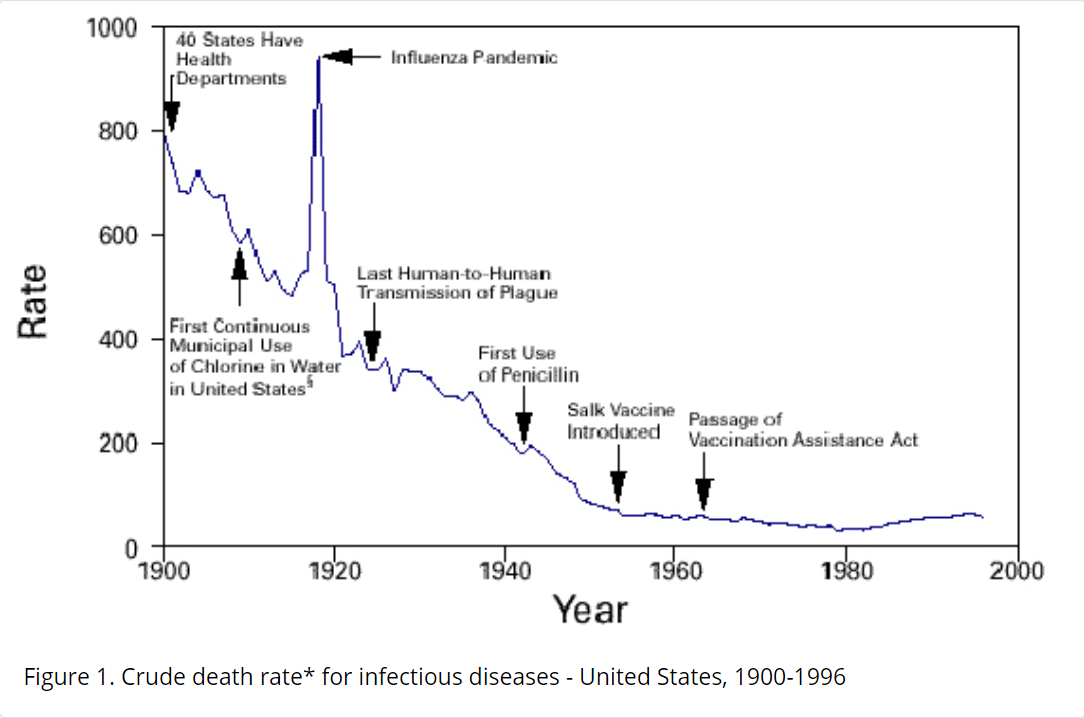 1000
800
600
400
200
0
Rate
40 States Have
Health
Departments
Influenza Pandemic
First Continuous
Municipal Use
of Chlorine in Water
in United States§
Last Human-to-Human
Transmission of Plague
First Use
of Penicillin
Salk Vaccine
Introduced
Passage of
Vaccination Assistance Act
1900 1920 1940 1960 1980 2000
Year
Figure 1. Crude death rate* for infectious diseases - United States, 1900-1996